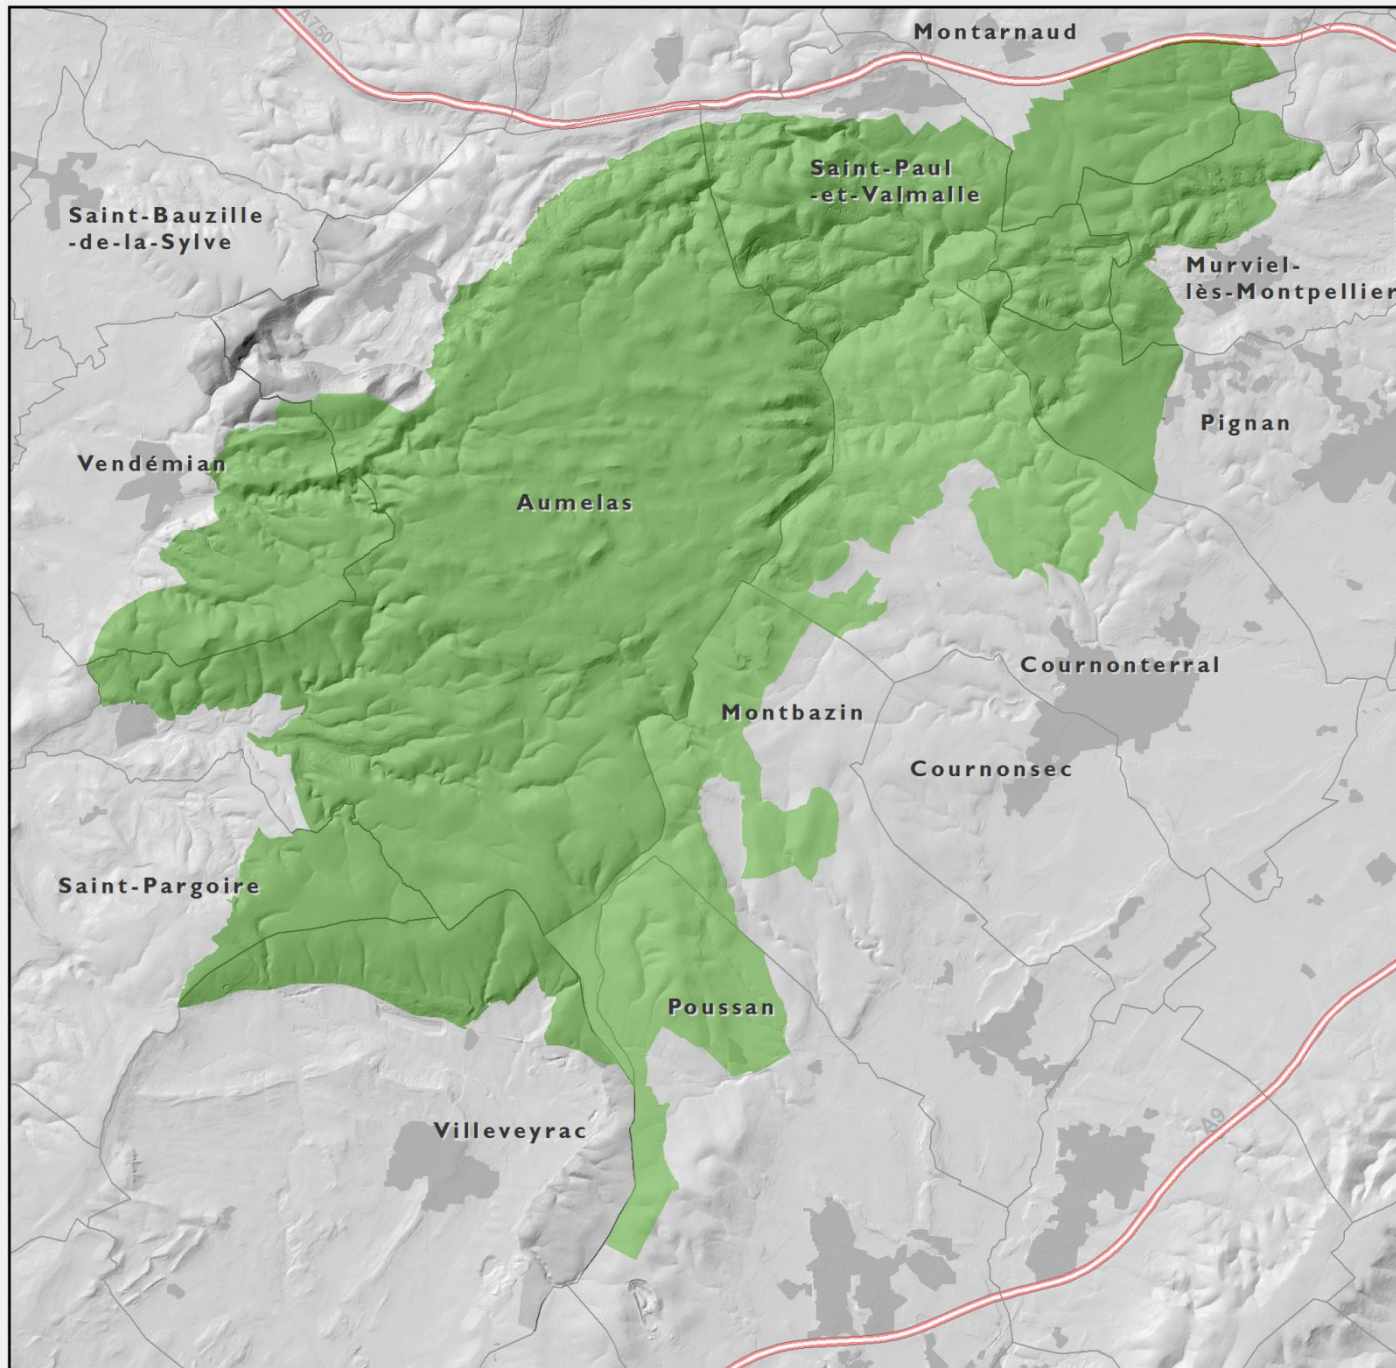 A750
Montarnaud
Saint-Paul
-et-Valmalle
Saint-Bauzille
-de-la-Sylve
Murviel-
lès-Montpellier
Pignan
Vendémian
Aumelas
Cournonterral
Montbazin
Cournonsec
Saint-Pargoire
Poussan
Villeveyrac
A9